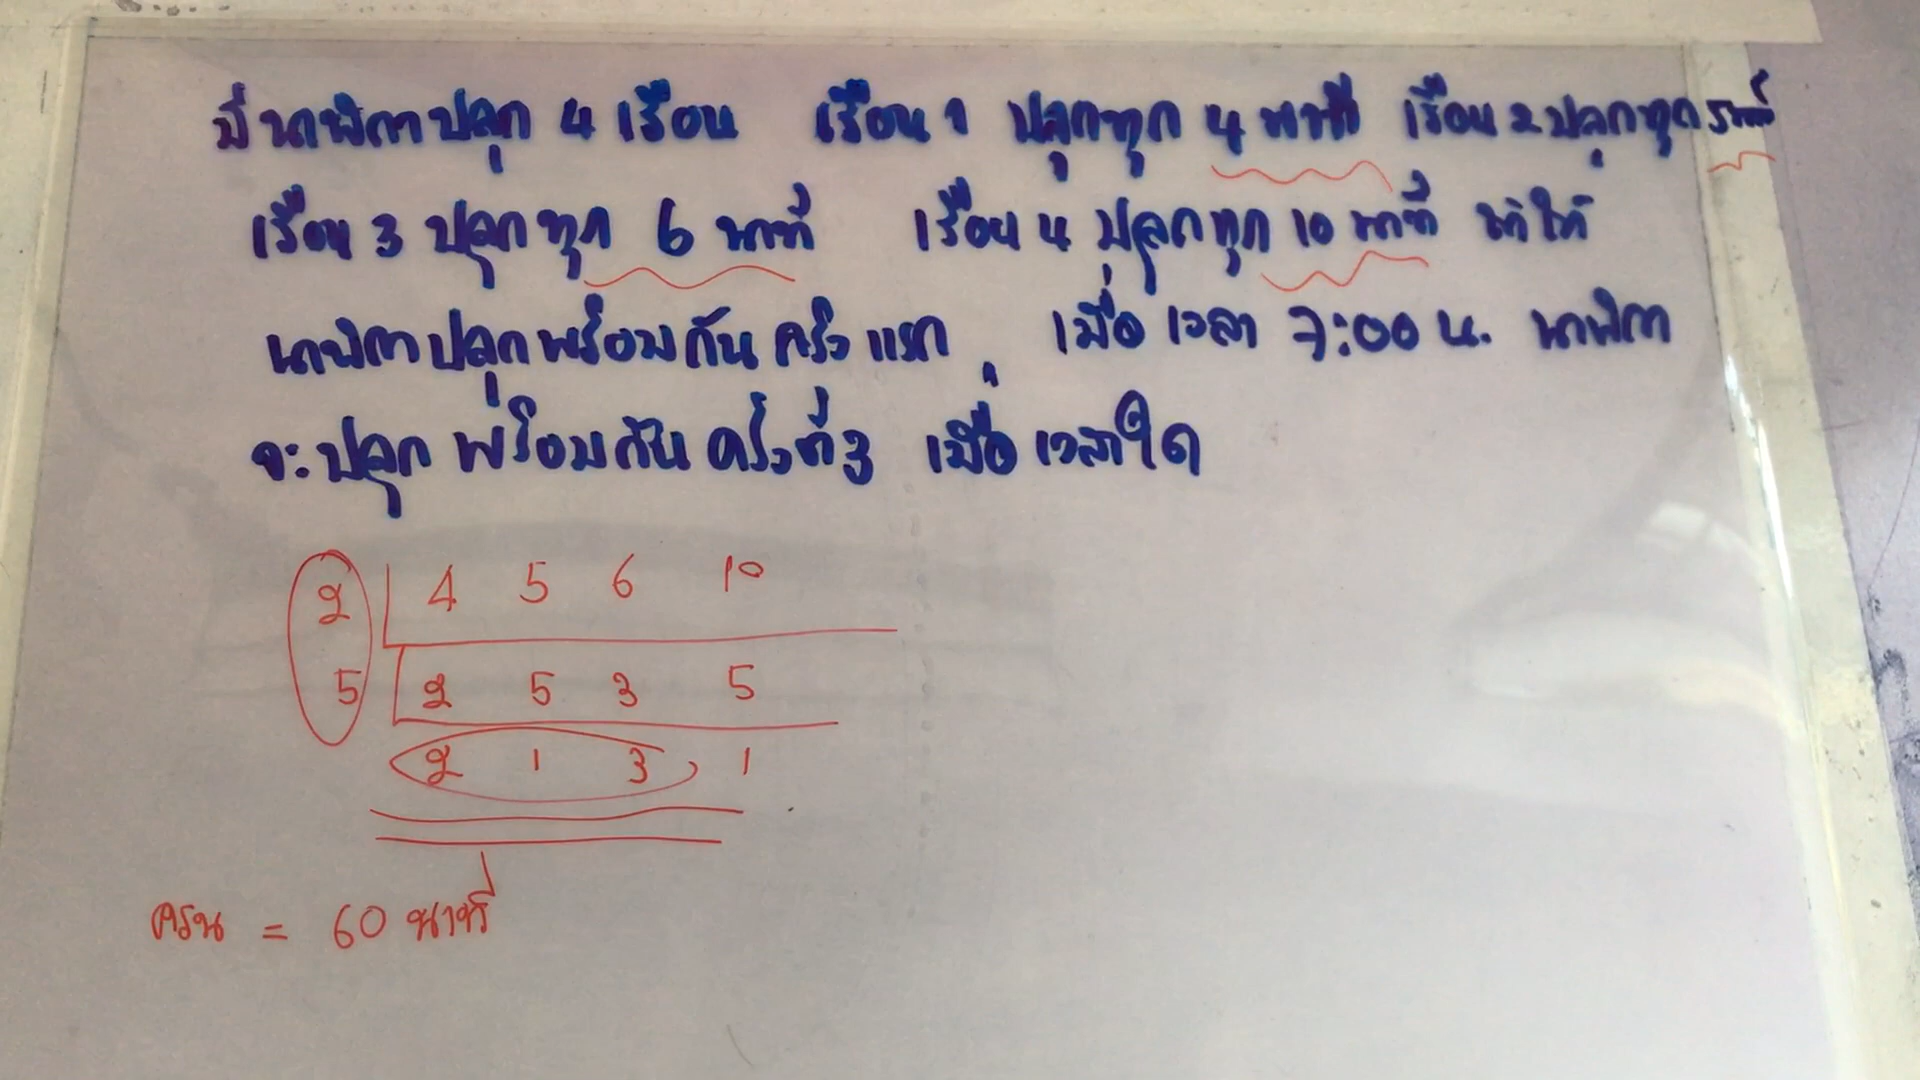 มีนาฬิกาปลุก 4 เรือน เรือน 1 ปลุกทุก 4 นาที เรือน 2 ปลุกทุก 5 นาที
เรือน 3 ปลุกทุก 6 นาที เรือน 4 ปลุกทุก 10 นาที ทำให้
นาฬิกาปลุกพร้อมกันครั้งแรก เมื่อเวลา 7:00 น. นาฬิกา
จะปลุกพร้อมกันครั้งที่ 3 เมื่อเวลาใด
2 4 5 6 10
5 2 5 3 5
2 1 3 1
ครน = 60 นาที